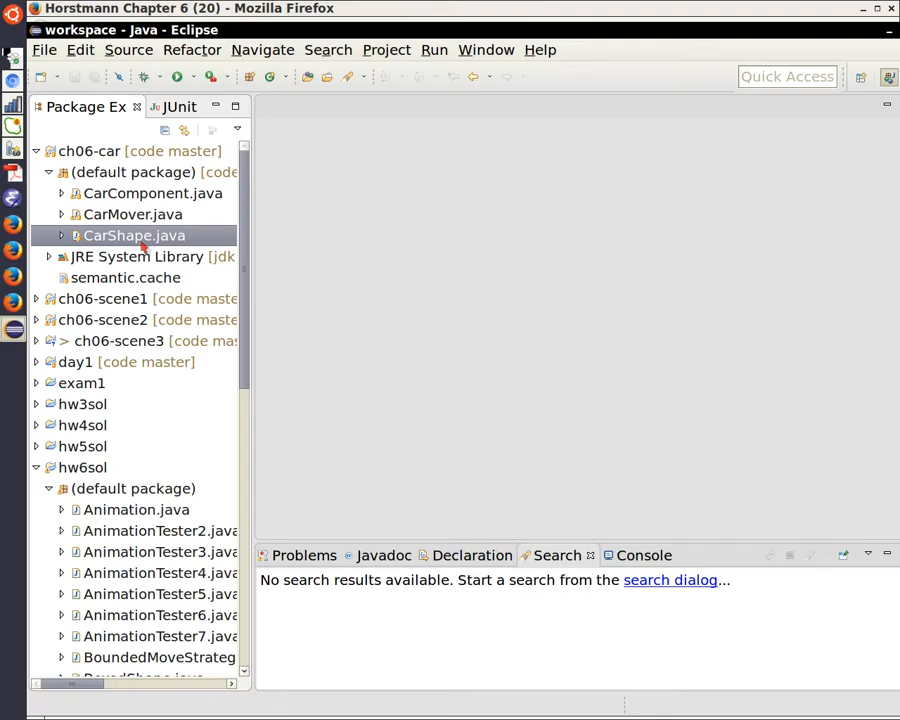 Horstmann Chapter 6 (20) - Mozilla Firefox
workspace - Java - Eclipse
File Edit Source Refactor Navigate Search Project Run Window Help
Quick Access
Package Ex JUnit
ch06-car [code master]
(default package) [code
CarComponent.java
CarMover.java
CarShape.java
JRE System Library [jdk
semantic.cache
ch06-scene1 [code maste
ch06-scene2 [code maste
> ch06-scene3 [code mas
day1 [code master]
exam1
hw3sol
hw4sol
hw5sol
hw6sol
(default package)
Animation.java
AnimationTester2.java
AnimationTester3.java
AnimationTester4.java
AnimationTester5.java
AnimationTester6.java
AnimationTester7.java
BoundedMoveStrateg
Problems Javadoc Declaration Search Console
No search results available. Start a search from the search dialog...